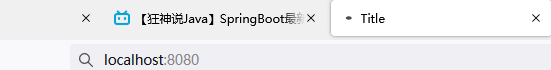 【狂神说Java】SpringBoot最新
Title
localhost:8080